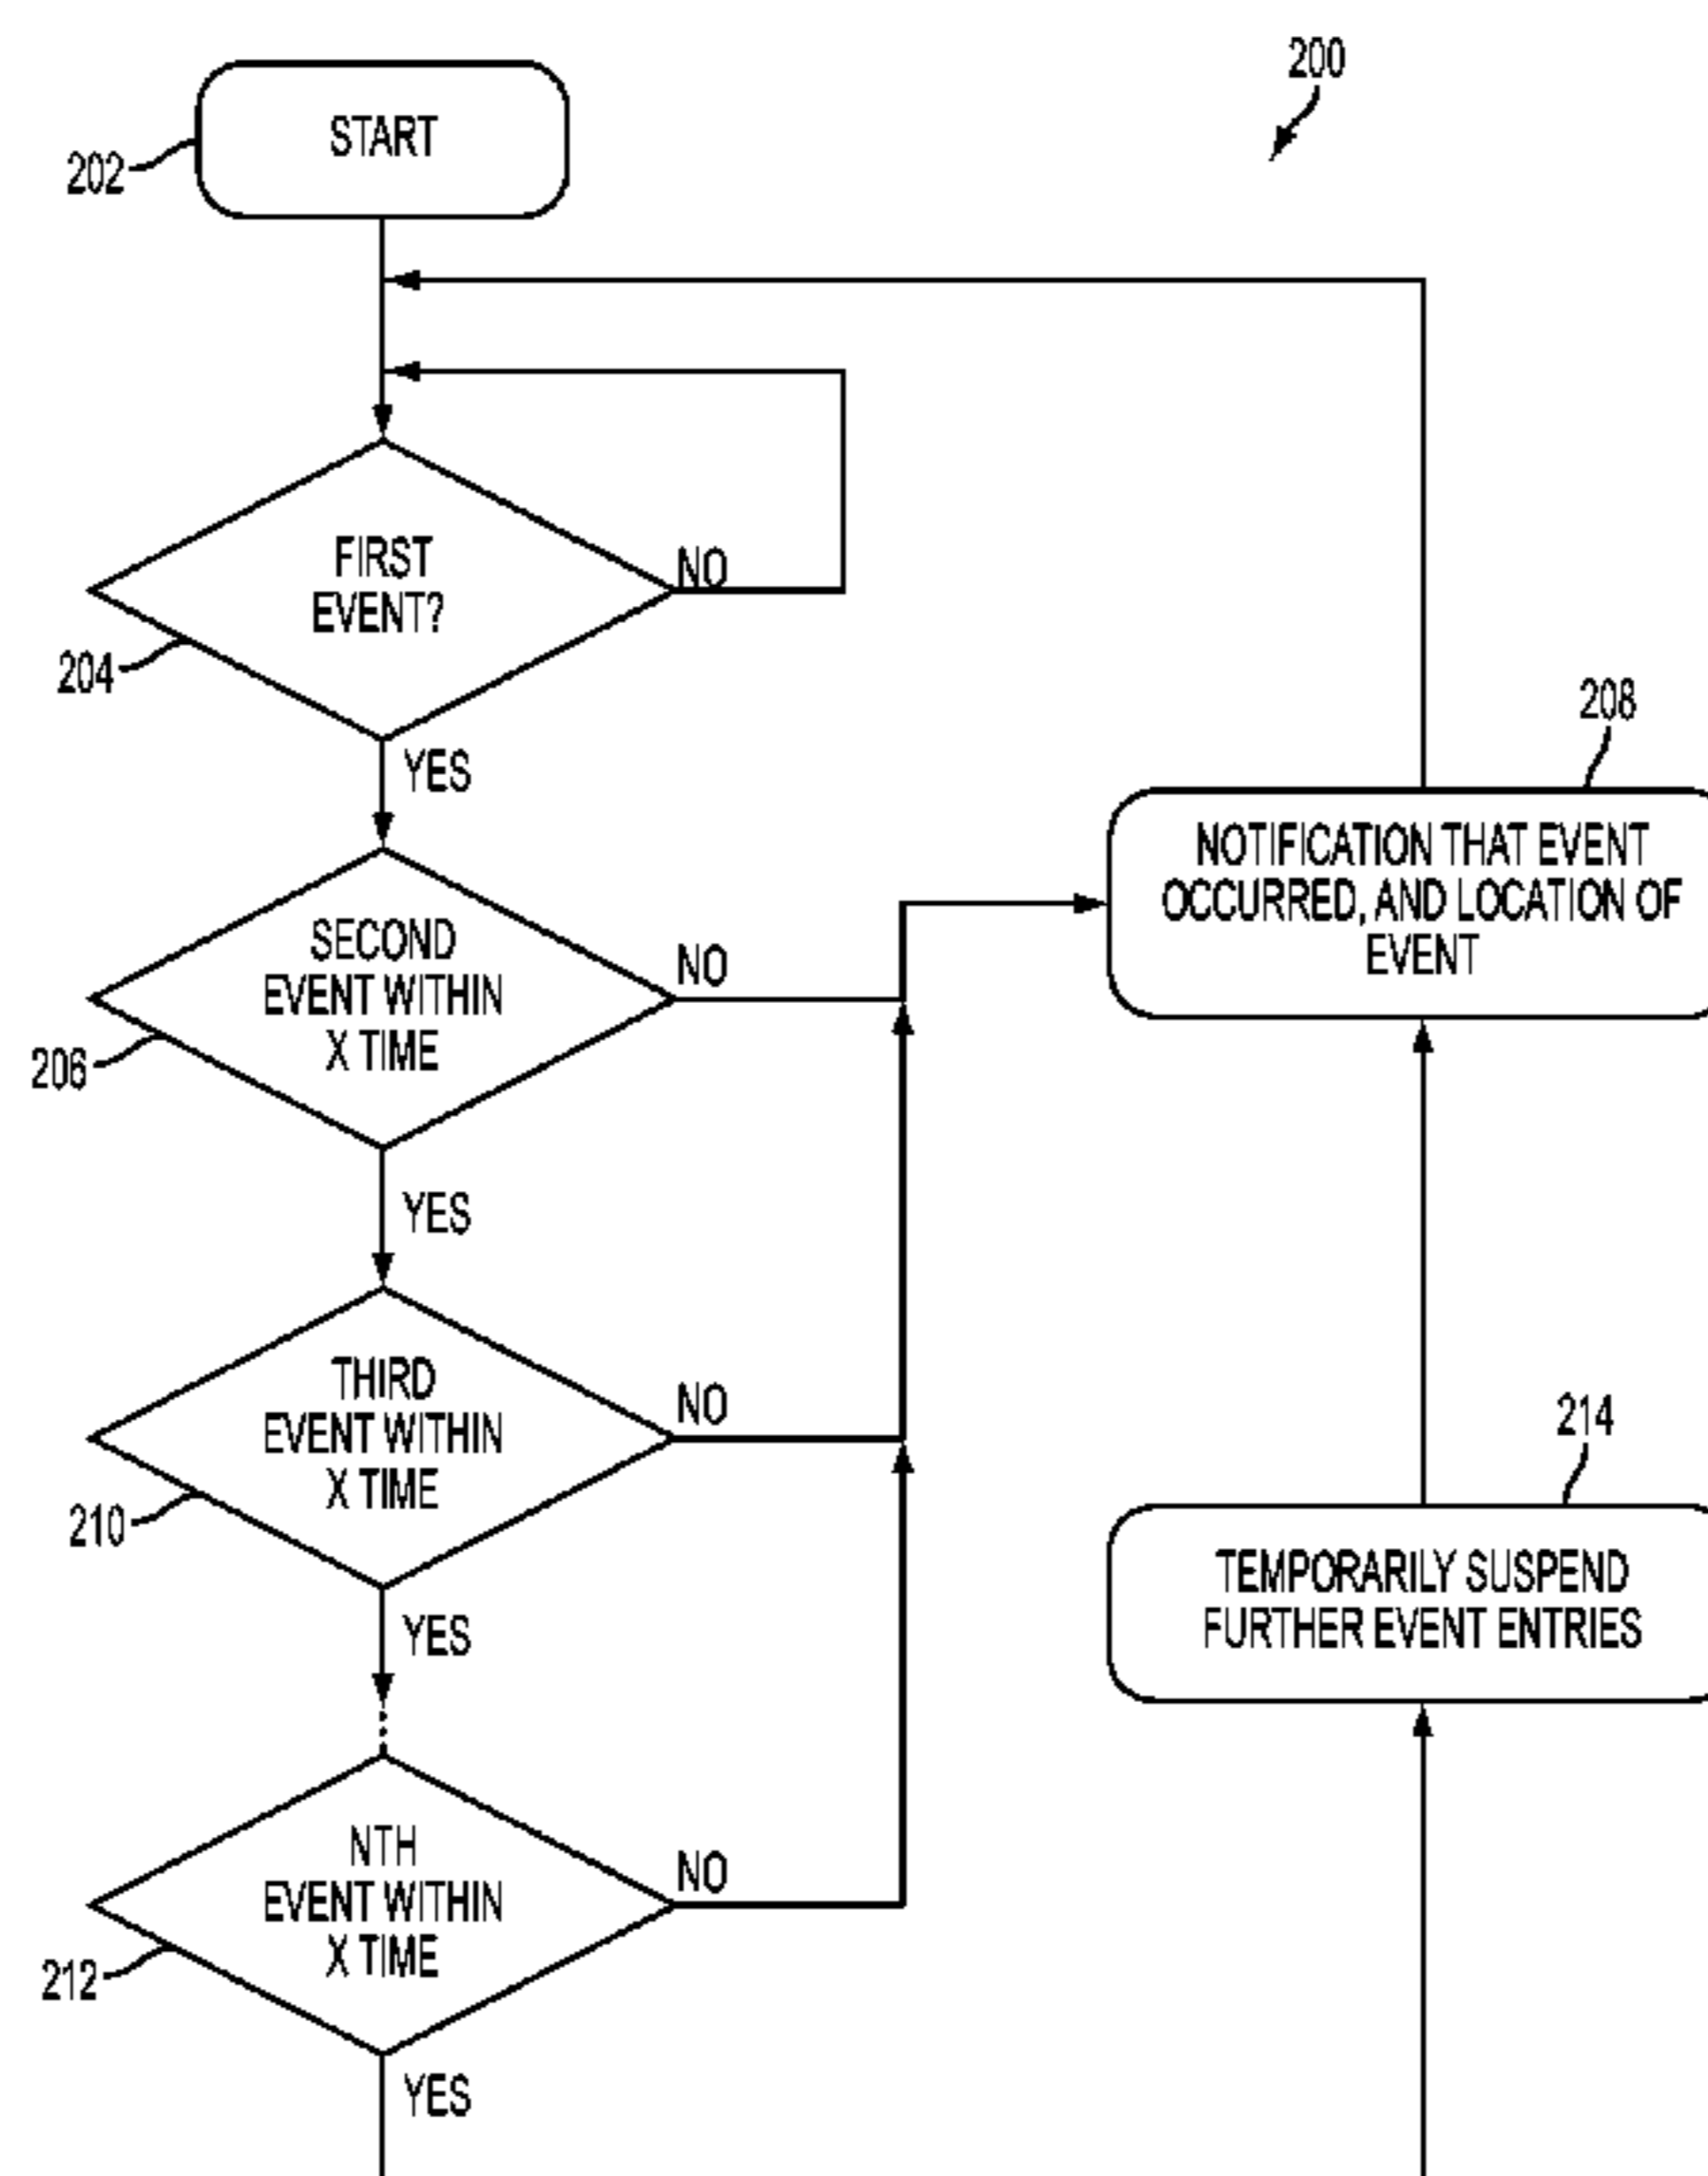 200
START
202
FIRST
EVENT?
NO
204
YES
208
NOTIFICATION THAT EVENT
OCCURRED, AND LOCATION OF
EVENT
SECOND
EVENT WITHIN
X TIME
NO
206
YES
THIRD
EVENT WITHIN
X TIME
NO
210
YES
214
TEMPORARILY SUSPEND
FURTHER EVENT ENTRIES
NTH
EVENT WITHIN
X TIME
NO
212
YES